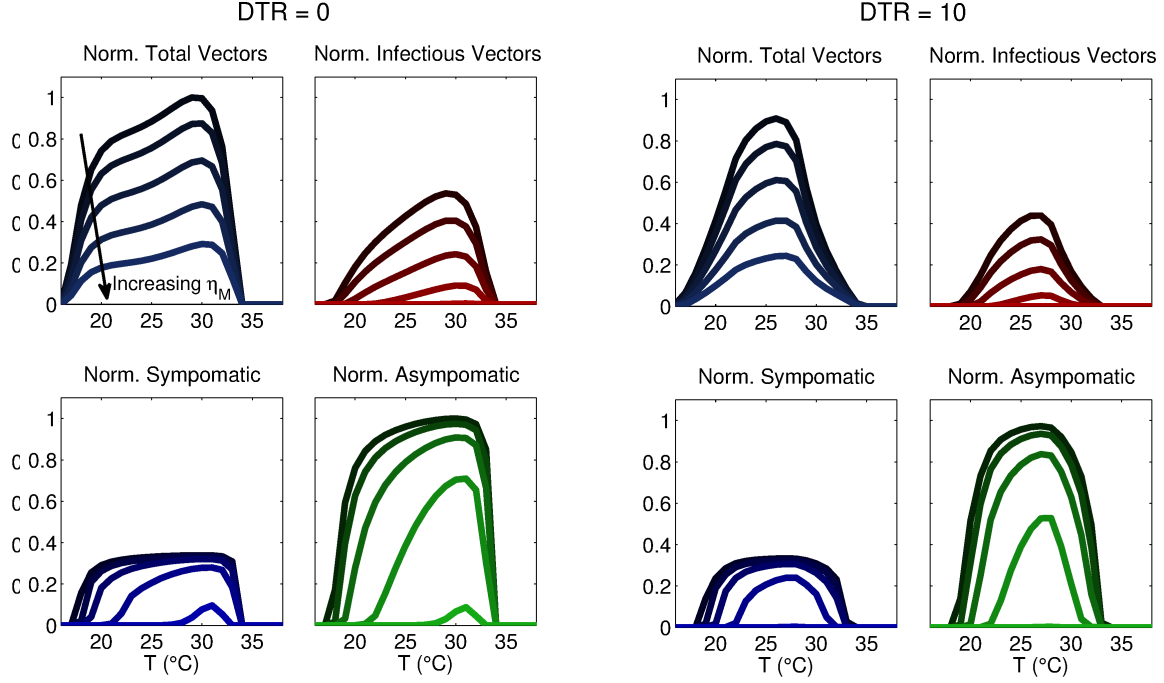 DTR = 0 DTR = 10
Norm. Total Vectors Norm. Infectious Vectors Norm. Total Vectors Norm. Infectious Vectors
1 1
0.8 0.8
0.6 0.6
0.4 0.4
0.2 0.2
Increasing ηM
0 0
20 25 30 35 20 25 30 35 20 25 30 35 20 25 30 35
Norm. Sympomatic Norm. Asympomatic Norm. Sympomatic Norm. Asympomatic
1 1
0.8 0.8
0.6 0.6
0.4 0.4
0.2 0.2
0 0
20 25 30 35 20 25 30 35 20 25 30 35 20 25 30 35
T (°C) T (°C) T (°C) T (°C)